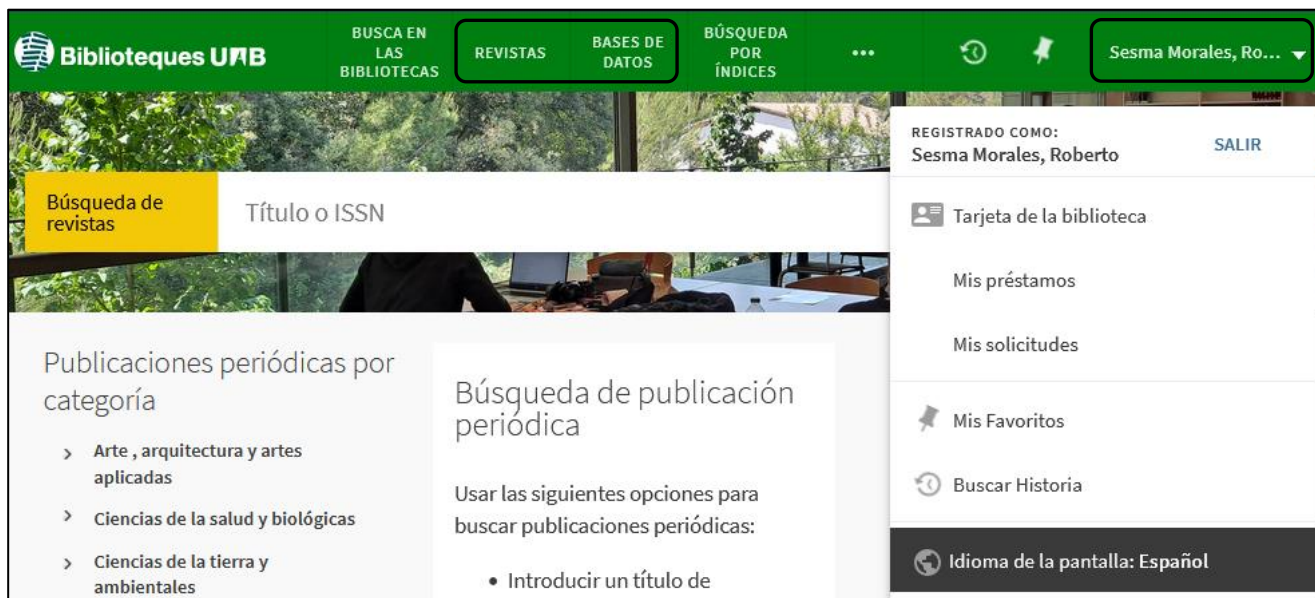 Biblioteques UAB
BUSCA EN
LAS
BIBLIOTECAS
REVISTAS
BASES DE
DATOS
BÚSQUEDA
POR
ÍNDICES
•••
Sesma Morales, Ro...
Búsqueda de
revistas
Título o ISSN
REGISTRADO COMO:
Sesma Morales, Roberto
SALIR
Tarjeta de la biblioteca
Mis préstamos
Mis solicitudes
Mis Favoritos
Buscar Historia
Idioma de la pantalla: Español
Publicaciones periódicas por
categoría
Arte , arquitectura y artes
aplicadas
Ciencias de la salud y biológicas
Ciencias de la tierra y
ambientales
Búsqueda de publicación
periódica
Usar las siguientes opciones para
buscar publicaciones periódicas:
• Introducir un título de